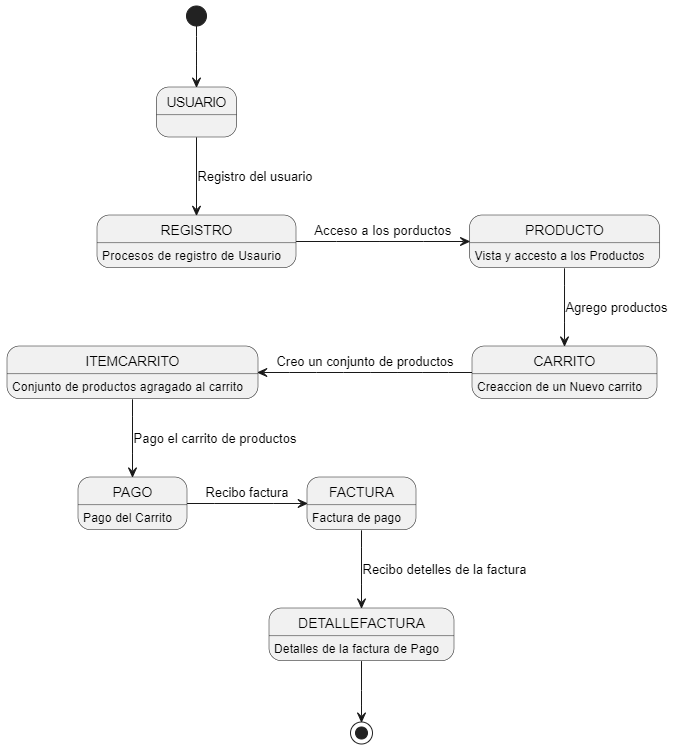 USUARIO
Registro del usuario
REGISTRO
Procesos de registro de Usaurio
Acceso a los porductos
PRODUCTO
Vista y accesto a los Productos
Agrego productos
CARRITO
Creaccion de un Nuevo carrito
Creo un conjunto de productos
ITEMCARRITO
Conjunto de productos agragado al carrito
Pago el carrito de productos
PAGO
Pago del Carrito
Recibo factura
FACTURA
Factura de pago
Recibo detelles de la factura
DETALLEFACTURA
Detalles de la factura de Pago